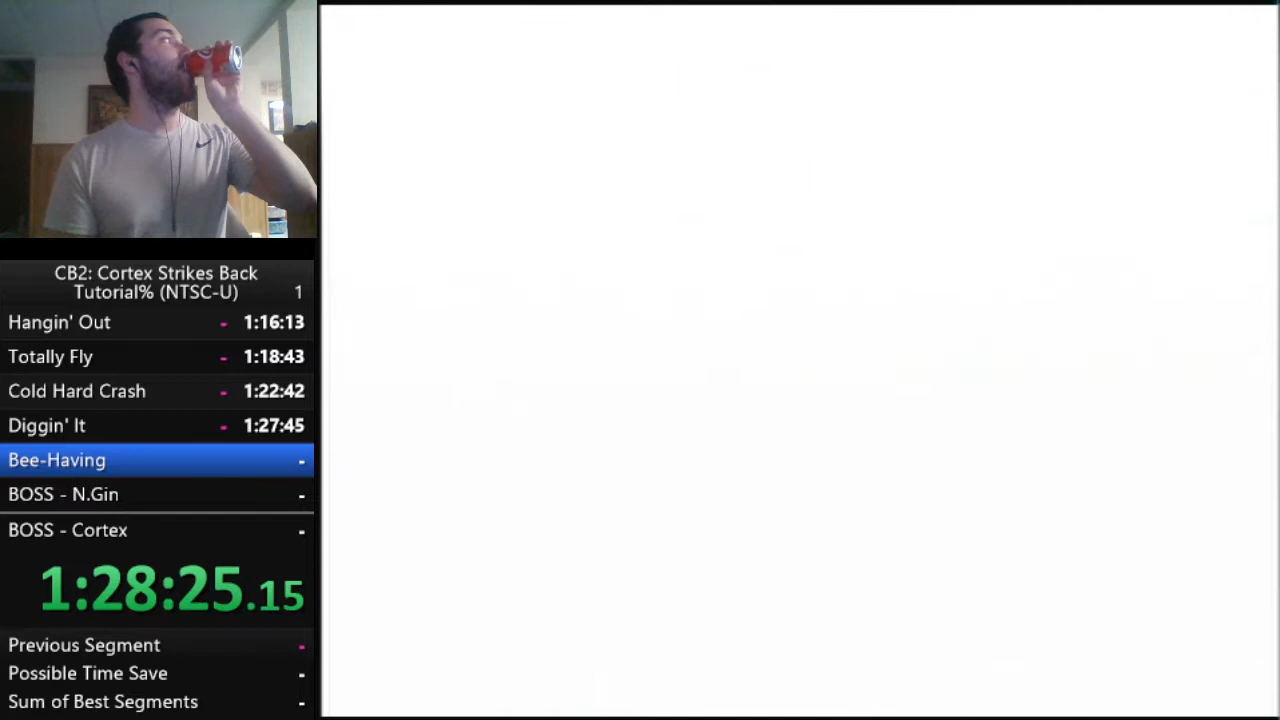 CB2: Cortex Strikes Back
Tutorial% (NTSC-U) 1
Hangin' Out - 1:16:13
Totally Fly - 1:18:43
Cold Hard Crash - 1:22:42
Diggin' It - 1:27:45
Bee-Having -
BOSS - N.Gin -
BOSS - Cortex -
1:28:25.15
Previous Segment -
Possible Time Save -
Sum of Best Segments -